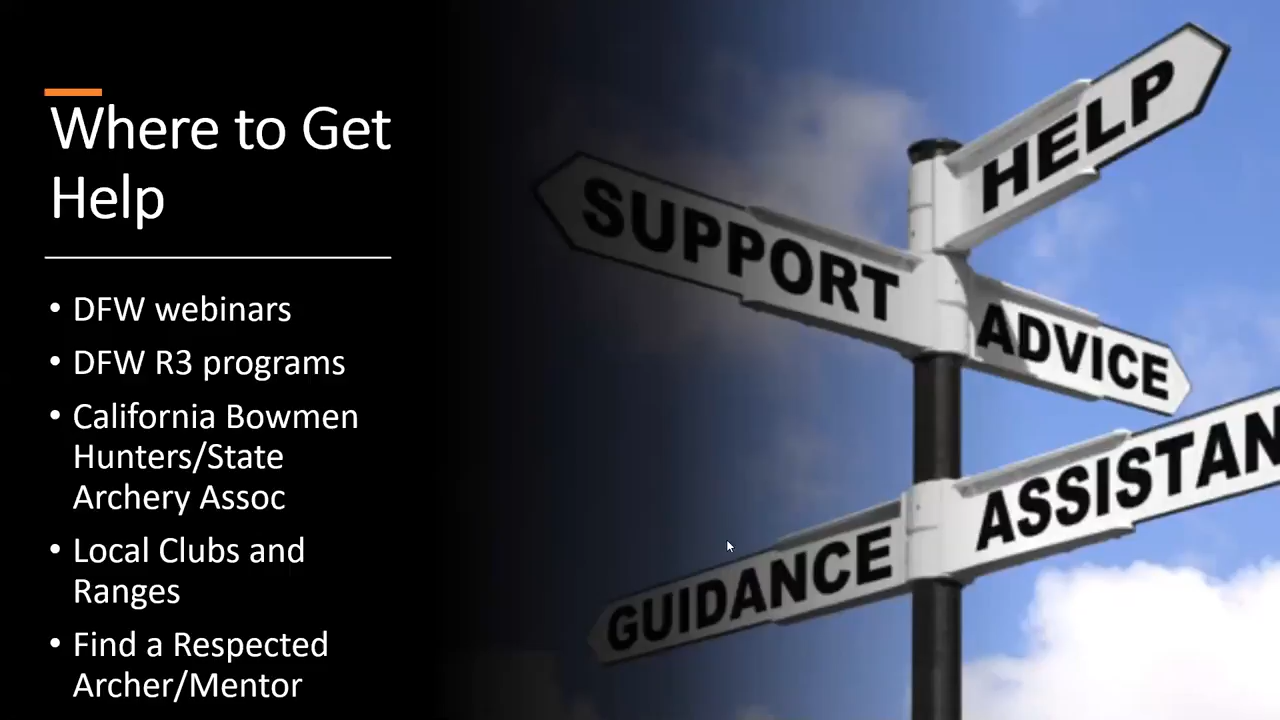 Where to Get
Help
• DFW webinars
• DFW R3 programs
• California Bowmen
Hunters/State
Archery Assoc
• Local Clubs and
Ranges
• Find a Respected
Archer/Mentor
HELP
SUPPORT
ADVICE
ASSISTAN
GUIDANCE